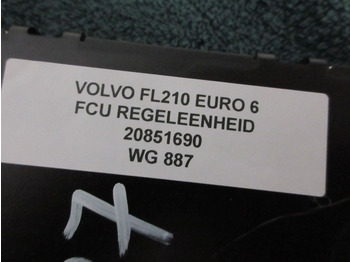 VOLVO FL210 EURO 6
FCU REGELEENHEID
20851690
WG 887